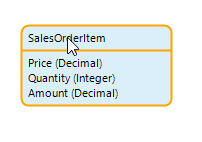 SalesOrderItem
Price (Decimal)
Quantity (Integer)
Amount (Decimal)